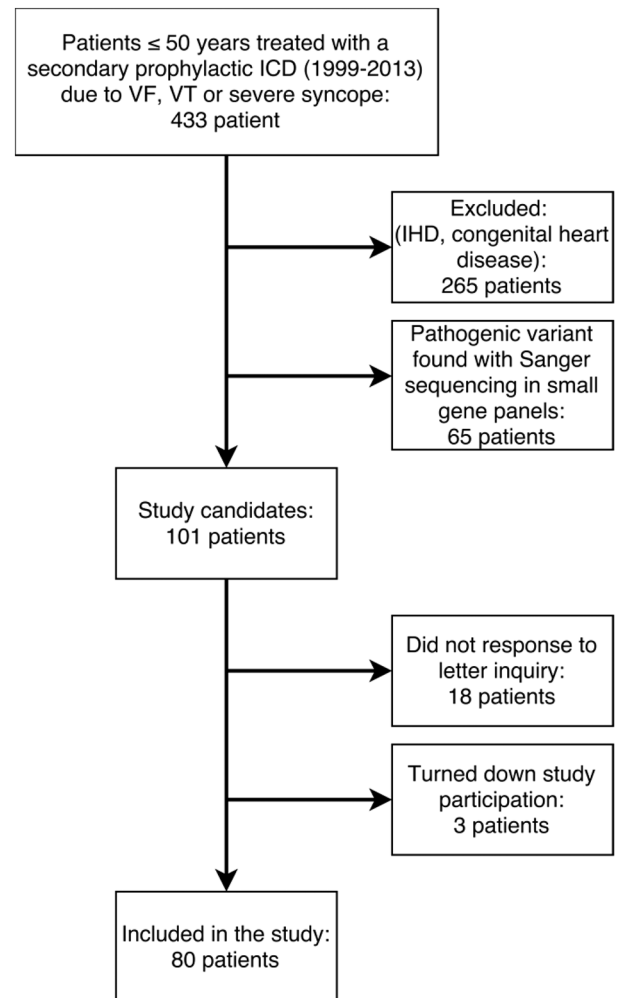 Patients ≤ 50 years treated with a
secondary prophylactic ICD (1999-2013)
due to VF, VT or severe syncope:
433 patient
Excluded:
(IHD, congenital heart
disease):
265 patients
Pathogenic variant
found with Sanger
sequencing in small
gene panels:
65 patients
Study candidates:
101 patients
Did not response to
letter inquiry:
18 patients
Turned down study
participation:
3 patients
Included in the study:
80 patients